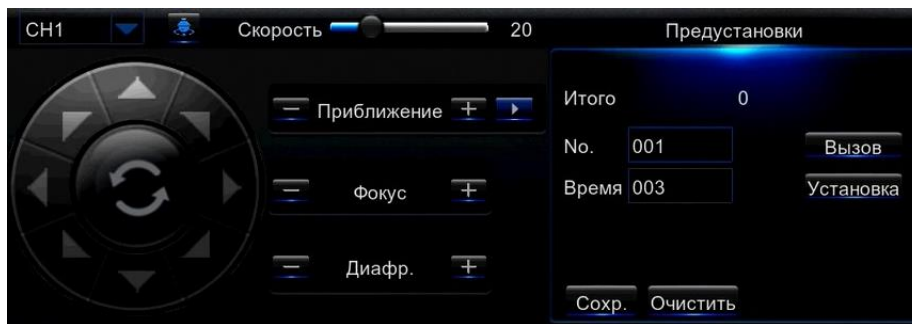 CH1 Скорость 20 Предустановки
Приближение
Итого 0
No. 001 Вызов
Фокус
Время 003 Установка
Диафр.
Сохр. Очистить